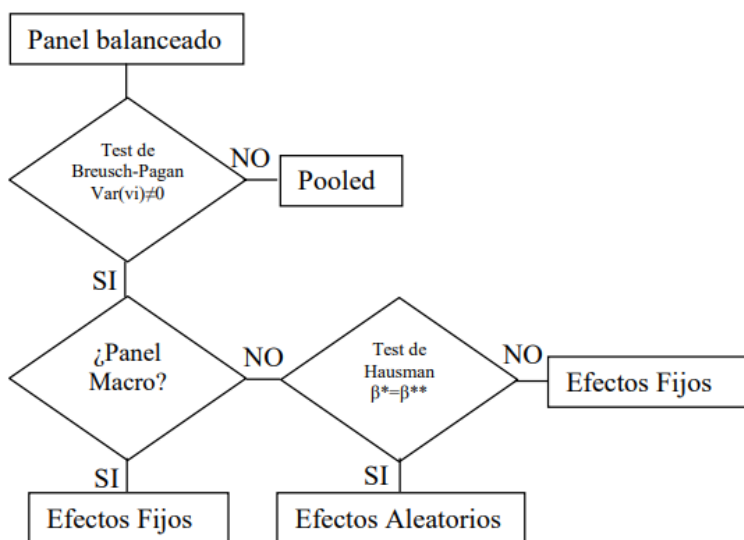 Panel balanceado
Test de
Breusch-Pagan
Var(vi)≠0
NO
Pooled
SI
¿Panel
Macro?
NO
Test de
Hausman
β*=β**
NO
Efectos Fijos
SI
SI
Efectos Fijos
Efectos Aleatorios